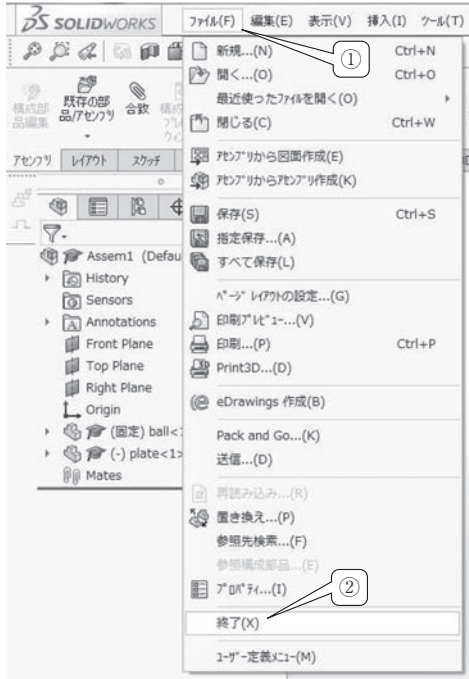 SOLIDWORKS
ファイル(F) 編集(E) 表示(V) 挿入(I) ツール(T)
①
新規...(N) Ctrl+N
開く...(O) Ctrl+O
最近使ったファイルを開く(O)
閉じる(C) Ctrl+W
アセンブリから図面作成(E)
アセンブリからアセンブリ作成(K)
保存(S) Ctrl+S
指定保存...(A)
すべて保存(L)
ページ レイアウトの設定...(G)
印刷プレビュー...(V)
印刷...(P) Ctrl+P
Print3D...(D)
eDrawings 作成(B)
Pack and Go...(K)
送信...(D)
再読み込み...(R)
置き換え...(P)
参照先検索...(F)
参照構成部品...(E)
プロパティ...(I)
②
終了(X)
ユーザー定義メニュー(M)
構成部
品編集
既存の部
品/アセンブリ
合致
アセンブリ レイアウト スケッチ
Assem1 (Defau
History
Sensors
Annotations
Front Plane
Top Plane
Right Plane
Origin
(固定) ball<
(-) plate<1>
Mates